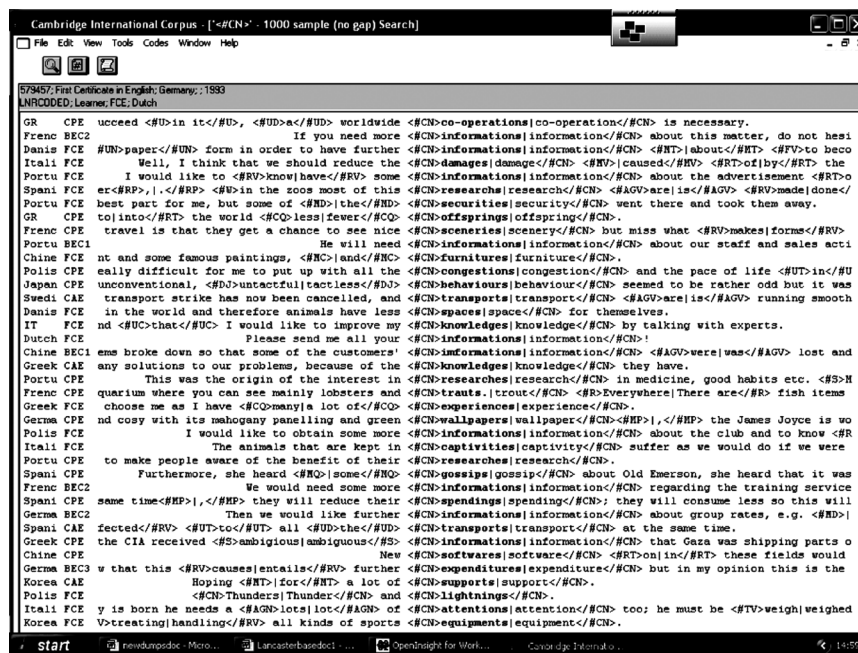 Cambridge International Corpus - ['<#CN>' - 1000 sample (no gap) Search]
File Edit View Tools Codes Window Help
579457; First Certificate in English; Germany; ; 1993
LNRCODED; Learner; FCE; Dutch
GR CPE ucceed <#U>in it</#U>, <#UD>a</#UD> worldwide <#CN>co-operations|co-operation</#CN> is necessary.
Frenc BEC2 If you need more <#CN>informations|information</#CN> about this matter, do not hesi
Danis FCE #UN>paper</#UN> form in order to have further <#CN>informations|information</#CN> <#MT>|about</#MT> <#FV>to beco
Itali FCE Well, I think that we should reduce the <#CN>damages|damage</#CN> <#MV>|caused</#MV> <#RT>of|by</#RT> the
Portu FCE I would like to <#RV>know|have</#RV> some <#CN>informations|information</#CN> about the advertisement <#RT>o
Spani FCE er<#RP>,|.</#RP> <#W>in the zoos most of this <#CN>researchs|research</#CN> <#AGV>are|is</#AGV> <#RV>made|done</
Portu FCE best part for me, but some of <#MD>|the</#MD> <#CN>securities|security</#CN> went there and took them away.
GR CPE to|into</#RT> the world <#CQ>less|fewer</#CQ> <#CN>offsprings|offspring</#CN>.
Frenc CPE travel is that they get a chance to see nice <#CN>sceneries|scenery</#CN> but miss what <#RV>makes|forms</#RV>
Portu BEC1 He will need <#CN>informations|information</#CN> about our staff and sales acti
Chine FCE nt and some famous paintings, <#MC>|and</#MC> <#CN>furnitures|furniture</#CN>.
Polis CPE eally difficult for me to put up with all the <#CN>congestions|congestion</#CN> and the pace of life <#UT>in</#U
Japan CPE unconventional, <#DJ>untactful|tactless</#DJ> <#CN>behaviours|behaviour</#CN> seemed to be rather odd but it was
Swedi CAE transport strike has now been cancelled, and <#CN>transports|transport</#CN> <#AGV>are|is</#AGV> running smooth
Danis FCE in the world and therefore animals have less <#CN>spaces|space</#CN> for themselves.
IT FCE nd <#UC>that</#UC> I would like to improve my <#CN>knowledges|knowledge</#CN> by talking with experts.
Dutch FCE Please send me all your <#CN>informations|information</#CN>!
Chine BEC1 ems broke down so that some of the customers' <#CN>imformations|information</#CN> <#AGV>were|was</#AGV> lost and
Greek CAE any solutions to our problems, because of the <#CN>knowledges|knowledge</#CN> they have.
Portu CPE This was the origin of the interest in <#CN>researches|research</#CN> in medicine, good habits etc. <#S>M
Frenc CPE quarium where you can see mainly lobsters and <#CN>trauts.|trout</#CN> <#R>Everywhere|There are</#R> fish items
Greek FCE choose me as I have <#CQ>many|a lot of</#CQ> <#CN>experiences|experience</#CN>.
Germa CPE nd cosy with its mahogany panelling and green <#CN>wallpapers|wallpaper</#CN><#MP>|,</#MP> the James Joyce is wo
Polis FCE I would like to obtain some more <#CN>informations|information</#CN> about the club and to know <#R
Itali FCE The animals that are kept in <#CN>captivities|captivity</#CN> suffer as we would do if we were
Portu CPE to make people aware of the benefit of their <#CN>researches|research</#CN>.
Spani CPE Furthermore, she heard <#MQ>|some</#MQ> <#CN>gossips|gossip</#CN> about Old Emerson, she heard that it was
Frenc BEC2 We would need some more <#CN>informations|information</#CN> regarding the training service
Spani CPE same time<#MP>|,</#MP> they will reduce their <#CN>spendings|spending</#CN>; they will consume less so this will
Germa BEC2 Then we would like further <#CN>informations|information</#CN> about group rates, e.g. <#MD>|
Spani CAE fected</#RV> <#UT>to</#UT> all <#UD>the</#UD> <#CN>transports|transport</#CN> at the same time.
Greek CPE the CIA received <#S>ambigious|ambiguous</#S> <#CN>informations|information</#CN> that Gaza was shipping parts o
Chine CPE New <#CN>softwares|software</#CN> <#RT>on|in</#RT> these fields would
Germa BEC3 w that this <#RV>causes|entails</#RV> further <#CN>expenditures|expenditure</#CN> but in my opinion this is the
Korea CAE Hoping <#MT>|for</#MT> a lot of <#CN>supports|support</#CN>.
Polis FCE <#CN>Thunders|Thunder</#CN> and <#CN>lightnings</#CN>.
Itali FCE y is born he needs a <#AGN>lots|lot</#AGN> of <#CN>attentions|attention</#CN> too; he must be <#TV>weigh|weighed
Korea FCE V>treating|handling</#RV> all kinds of sports <#CN>equipments|equipment</#CN>.
start newdumpsdoc - Micro... Lancasterbasedoc1 - ... OpenInsight for Work... Cambridge Internatio... 14:59